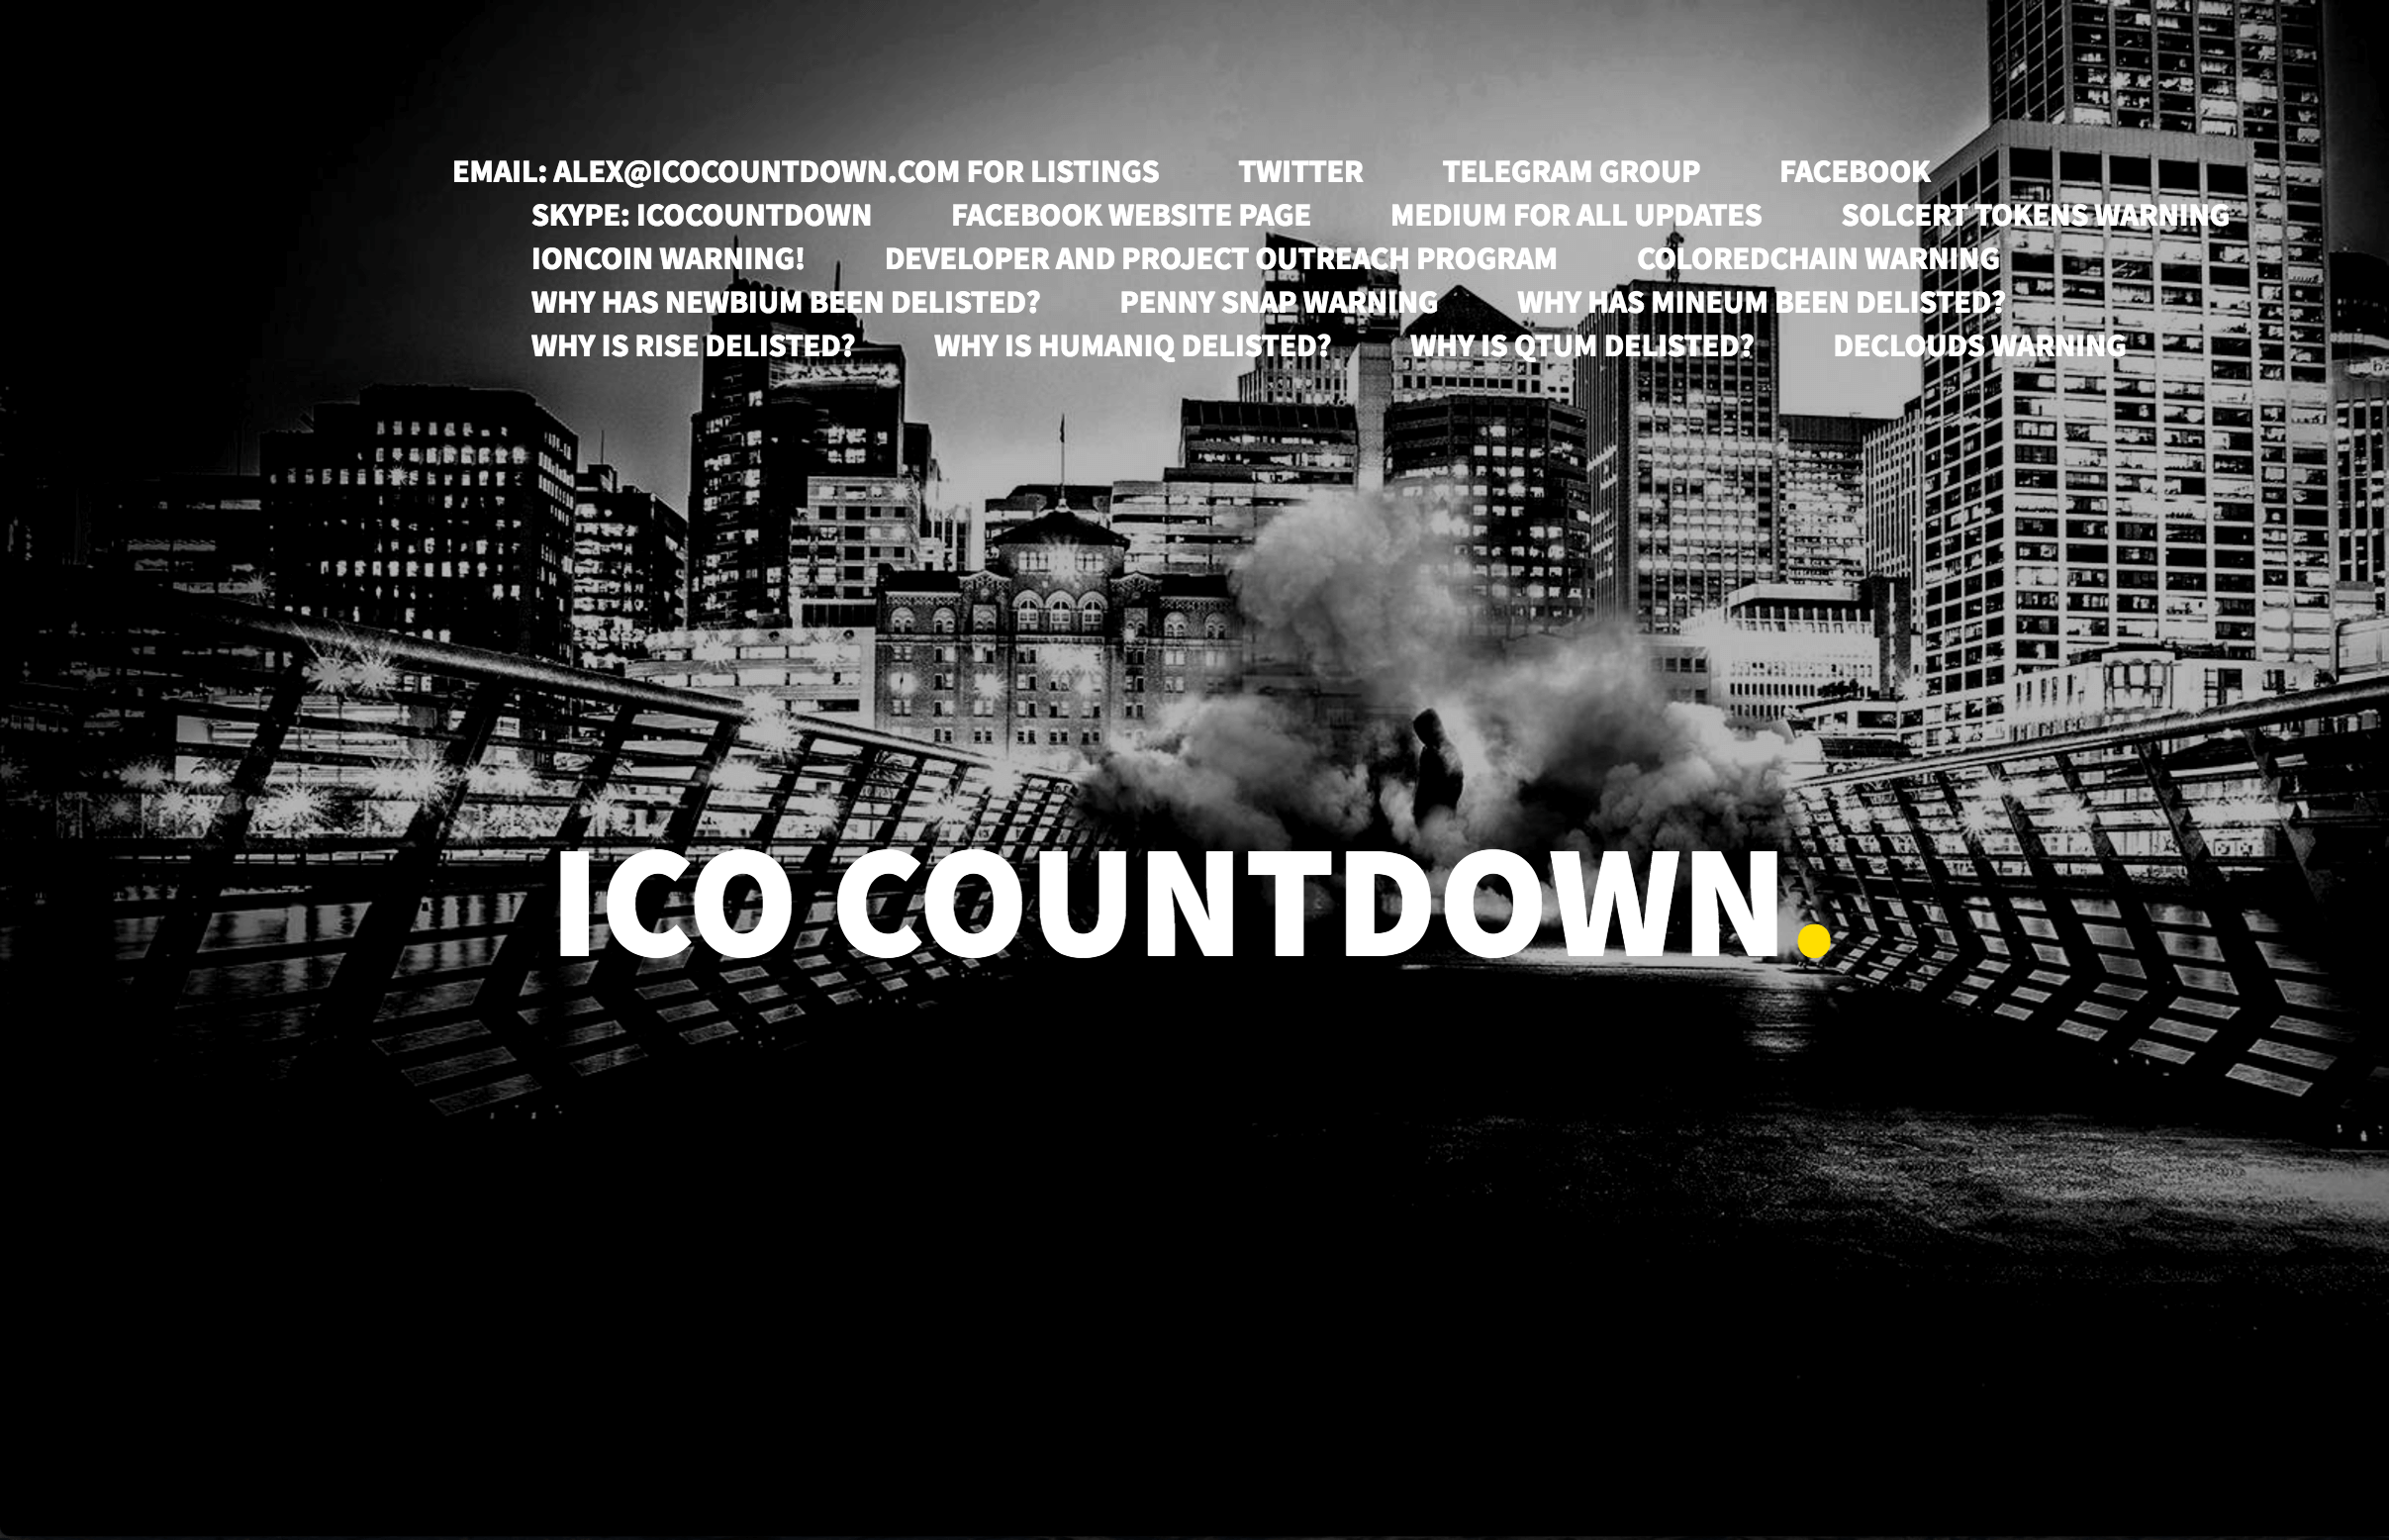 EMAIL: ALEX@ICOCOUNTDOWN.COM FOR LISTINGS TWITTER TELEGRAM GROUP FACEBOOK
SKYPE: ICOCOUNTDOWN FACEBOOK WEBSITE PAGE MEDIUM FOR ALL UPDATES SOLCERT TOKENS WARNING
IONCOIN WARNING! DEVELOPER AND PROJECT OUTREACH PROGRAM COLOREDCHAIN WARNING
WHY HAS NEWBIUM BEEN DELISTED? PENNY SNAP WARNING WHY HAS MINEUM BEEN DELISTED?
WHY IS RISE DELISTED? WHY IS HUMANIQ DELISTED? WHY IS QTUM DELISTED? DECLOUDS WARNING
ICO COUNTDOWN.